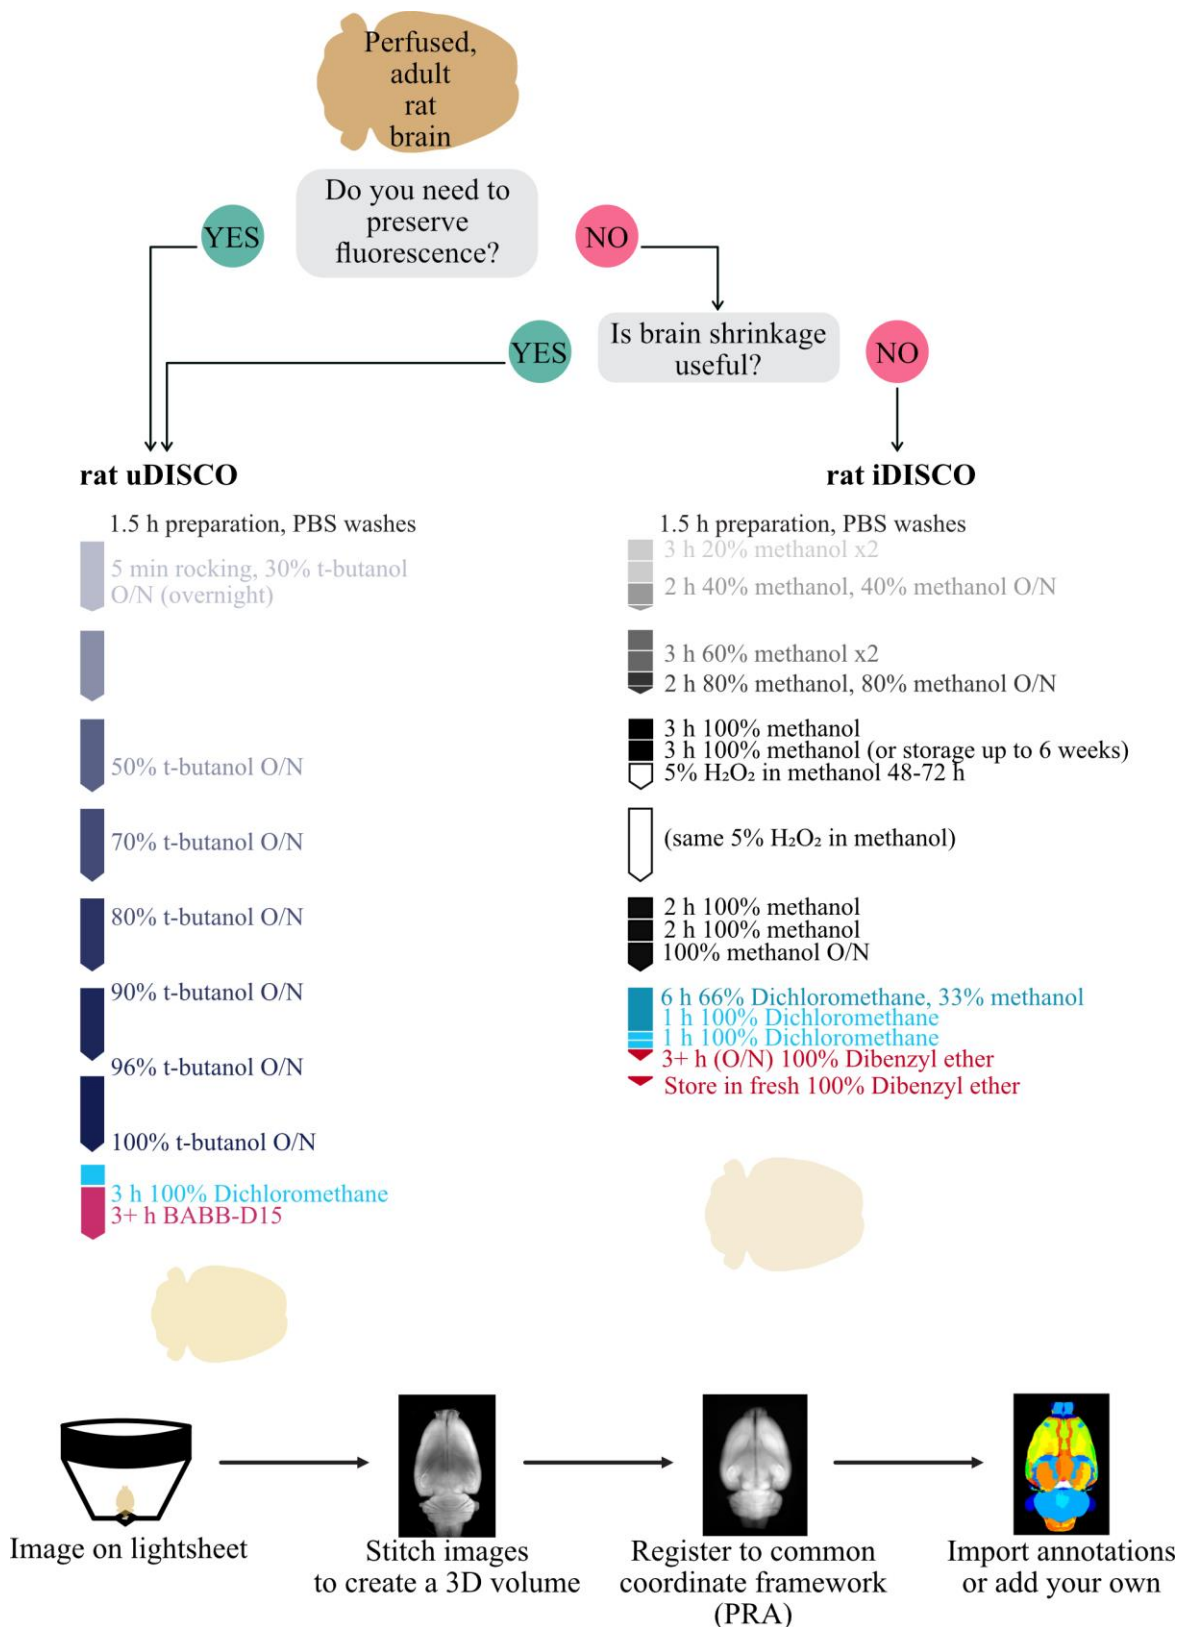 Perfused,
adult
rat
brain
Do you need to
preserve
fluorescence?
YES
NO
Is brain shrinkage
useful?
YES
NO
rat uDISCO
1.5 h preparation, PBS washes
5 min rocking, 30% t-butanol
O/N (overnight)
50% t-butanol O/N
70% t-butanol O/N
80% t-butanol O/N
90% t-butanol O/N
96% t-butanol O/N
100% t-butanol O/N
3 h 100% Dichloromethane
3+ h BABB-D15
rat iDISCO
1.5 h preparation, PBS washes
3 h 20% methanol x2
2 h 40% methanol, 40% methanol O/N
3 h 60% methanol x2
2 h 80% methanol, 80% methanol O/N
3 h 100% methanol
3 h 100% methanol (or storage up to 6 weeks)
5% H₂O₂ in methanol 48-72 h
(same 5% H₂O₂ in methanol)
2 h 100% methanol
2 h 100% methanol
100% methanol O/N
6 h 66% Dichloromethane, 33% methanol
1 h 100% Dichloromethane
1 h 100% Dichloromethane
3+ h (O/N) 100% Dibenzyl ether
Store in fresh 100% Dibenzyl ether
Image on lightsheet
Stitch images
to create a 3D volume
Register to common
coordinate framework
(PRA)
Import annotations
or add your own